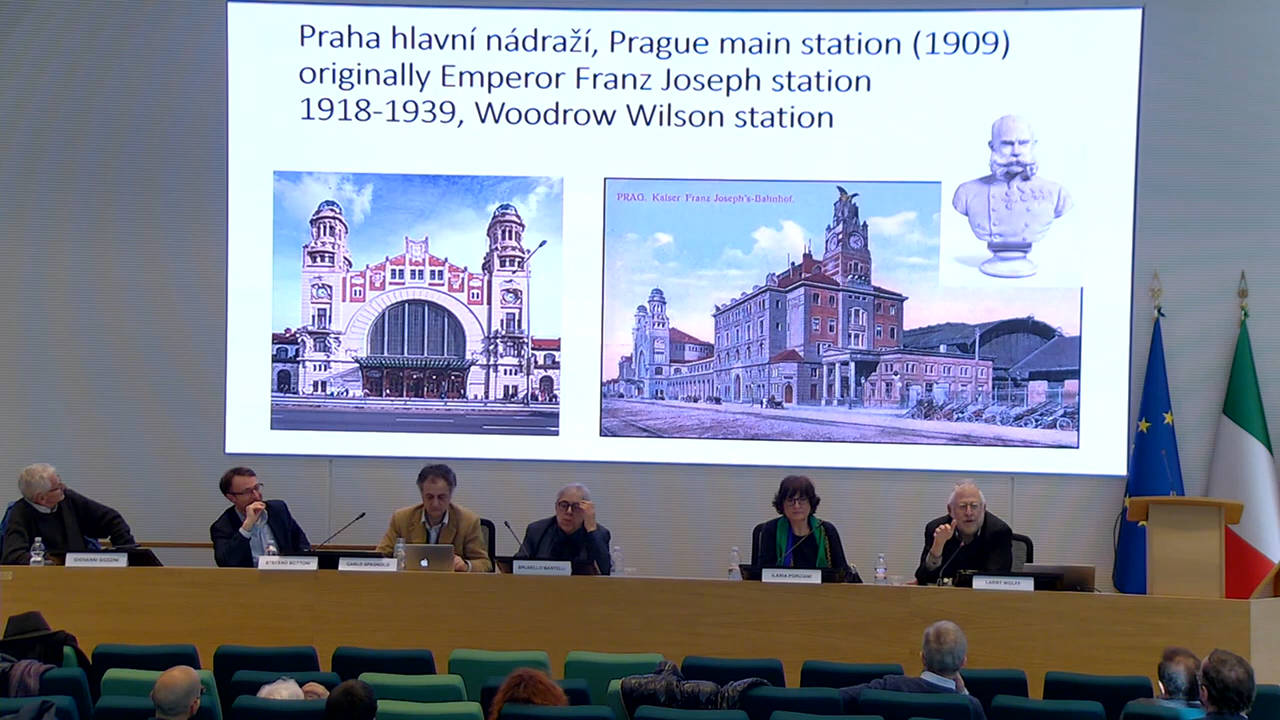 Praha hlavní nádraží, Prague main station (1909)
originally Emperor Franz Joseph station
1918-1939, Woodrow Wilson station
PRAG. Kaiser Franz Joseph's-Bahnhof.
GIOVANNI GOZZINI
STEFANO BOTTONI
CARLO SPAGNOLO
BRUNELLO MANTELLI
ILARIA PORCIANI
LARRY WOLFF